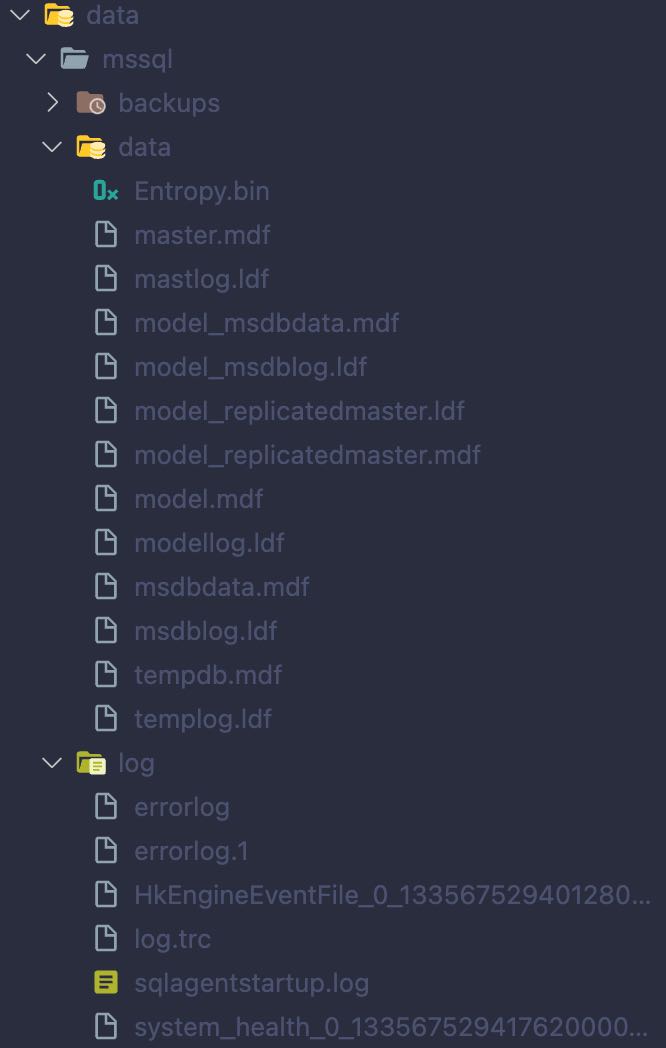 data
mssql
backups
data
Entropy.bin
master.mdf
mastlog.ldf
model_msdbdata.mdf
model_msdblog.ldf
model_replicatedmaster.ldf
model_replicatedmaster.mdf
model.mdf
modellog.ldf
msdbdata.mdf
msdblog.ldf
tempdb.mdf
templog.ldf
log
errorlog
errorlog.1
HkEngineEventFile_0_133567529401280...
log.trc
sqlagentstartup.log
system_health_0_133567529417620000...